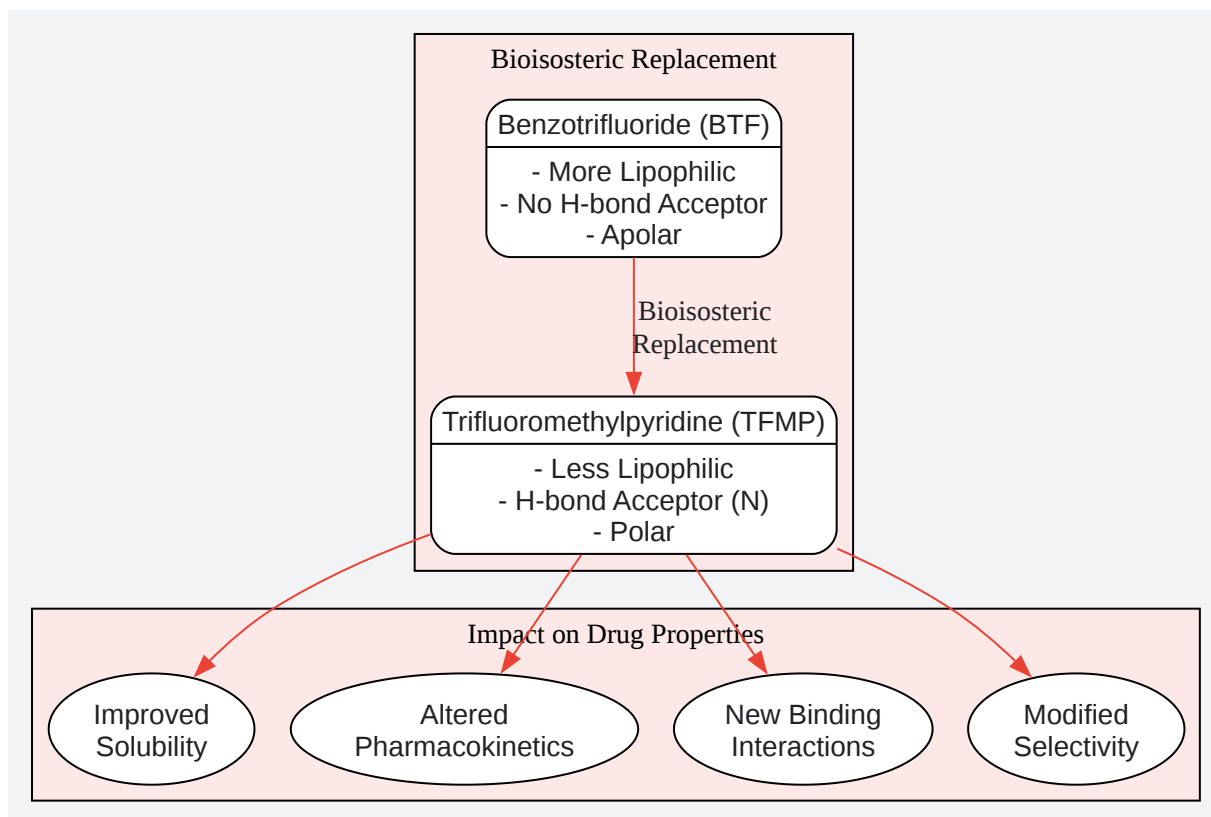 Bioisosteric Replacement
Benzotrifluoride (BTF)
- More Lipophilic
- No H-bond Acceptor
- Apolar
Bioisosteric
Replacement
Trifluoromethylpyridine (TFMP)
- Less Lipophilic
- H-bond Acceptor (N)
- Polar
Impact on Drug Properties
Improved
Solubility
Altered
Pharmacokinetics
New Binding
Interactions
Modified
Selectivity